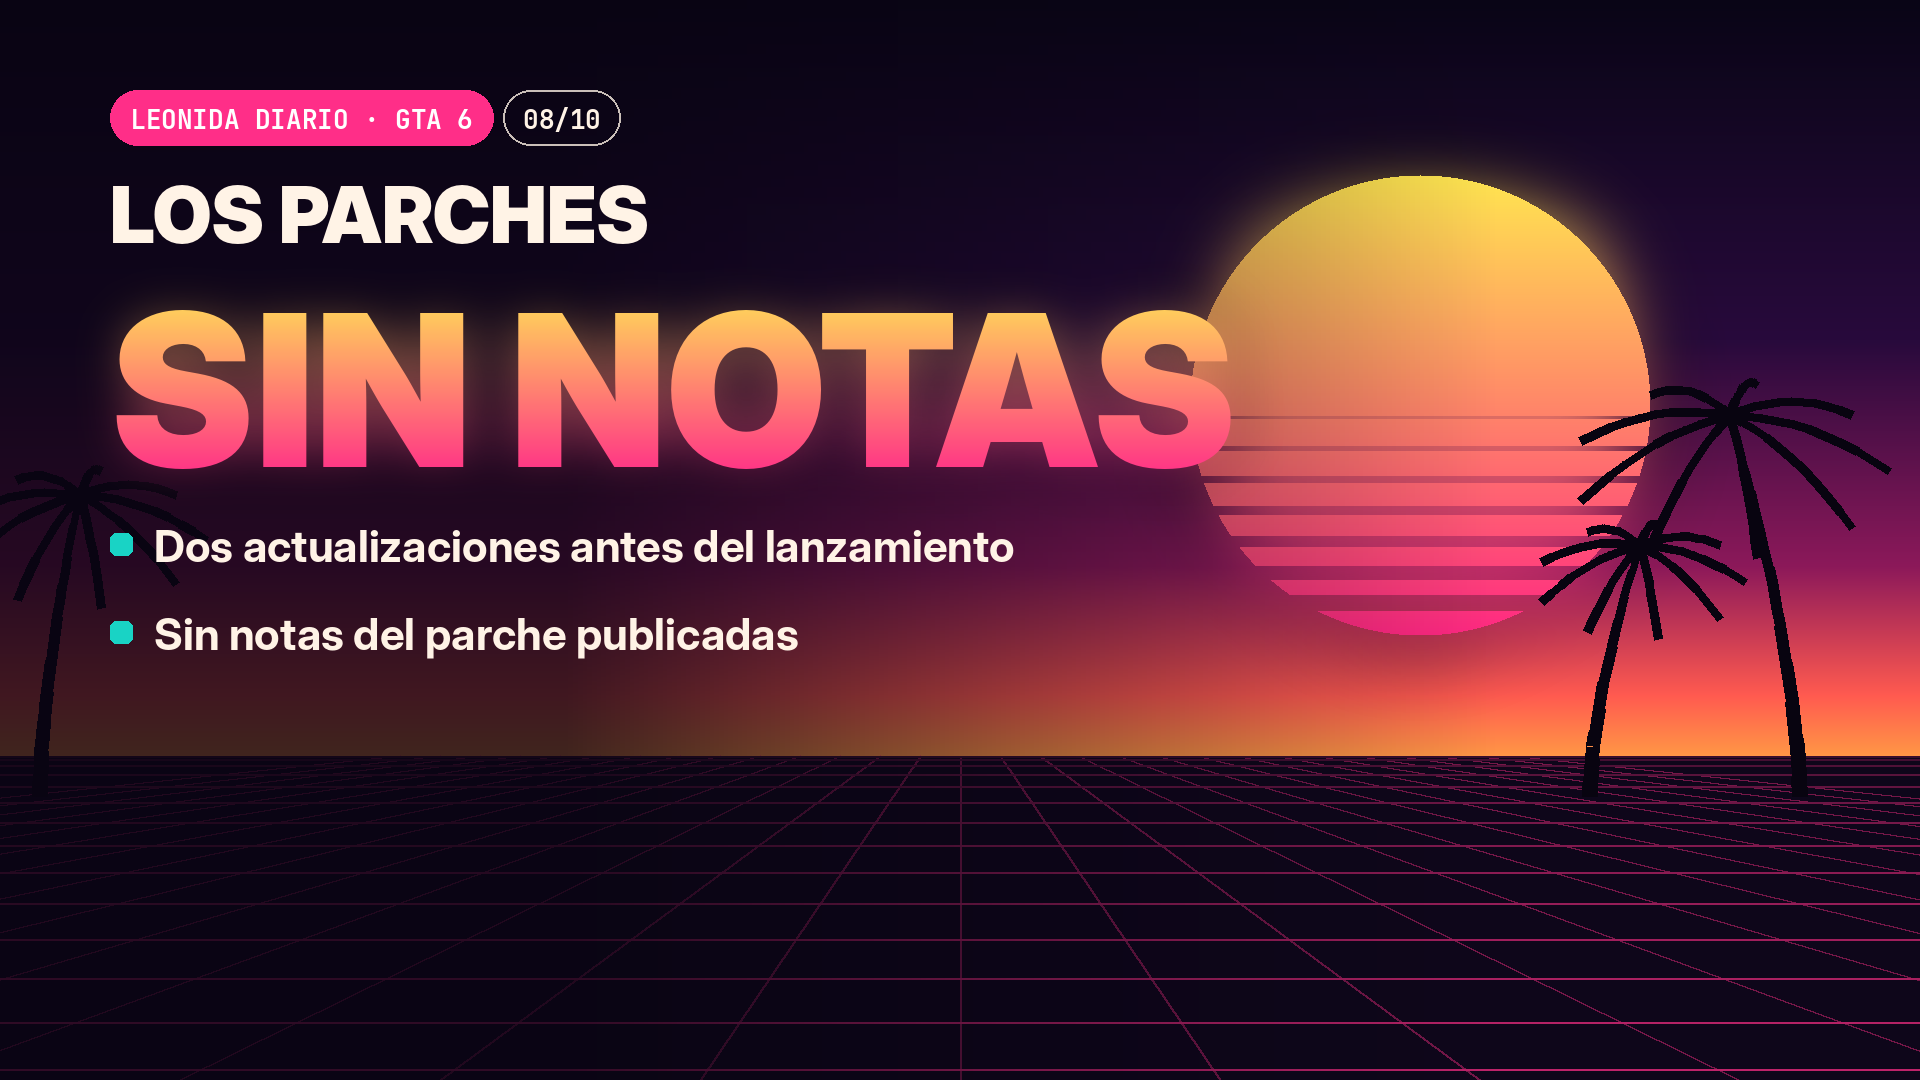 LEONIDA DIARIO · GTA 6 08/10
LOS PARCHES
SIN NOTAS
Dos actualizaciones antes del lanzamiento
Sin notas del parche publicadas